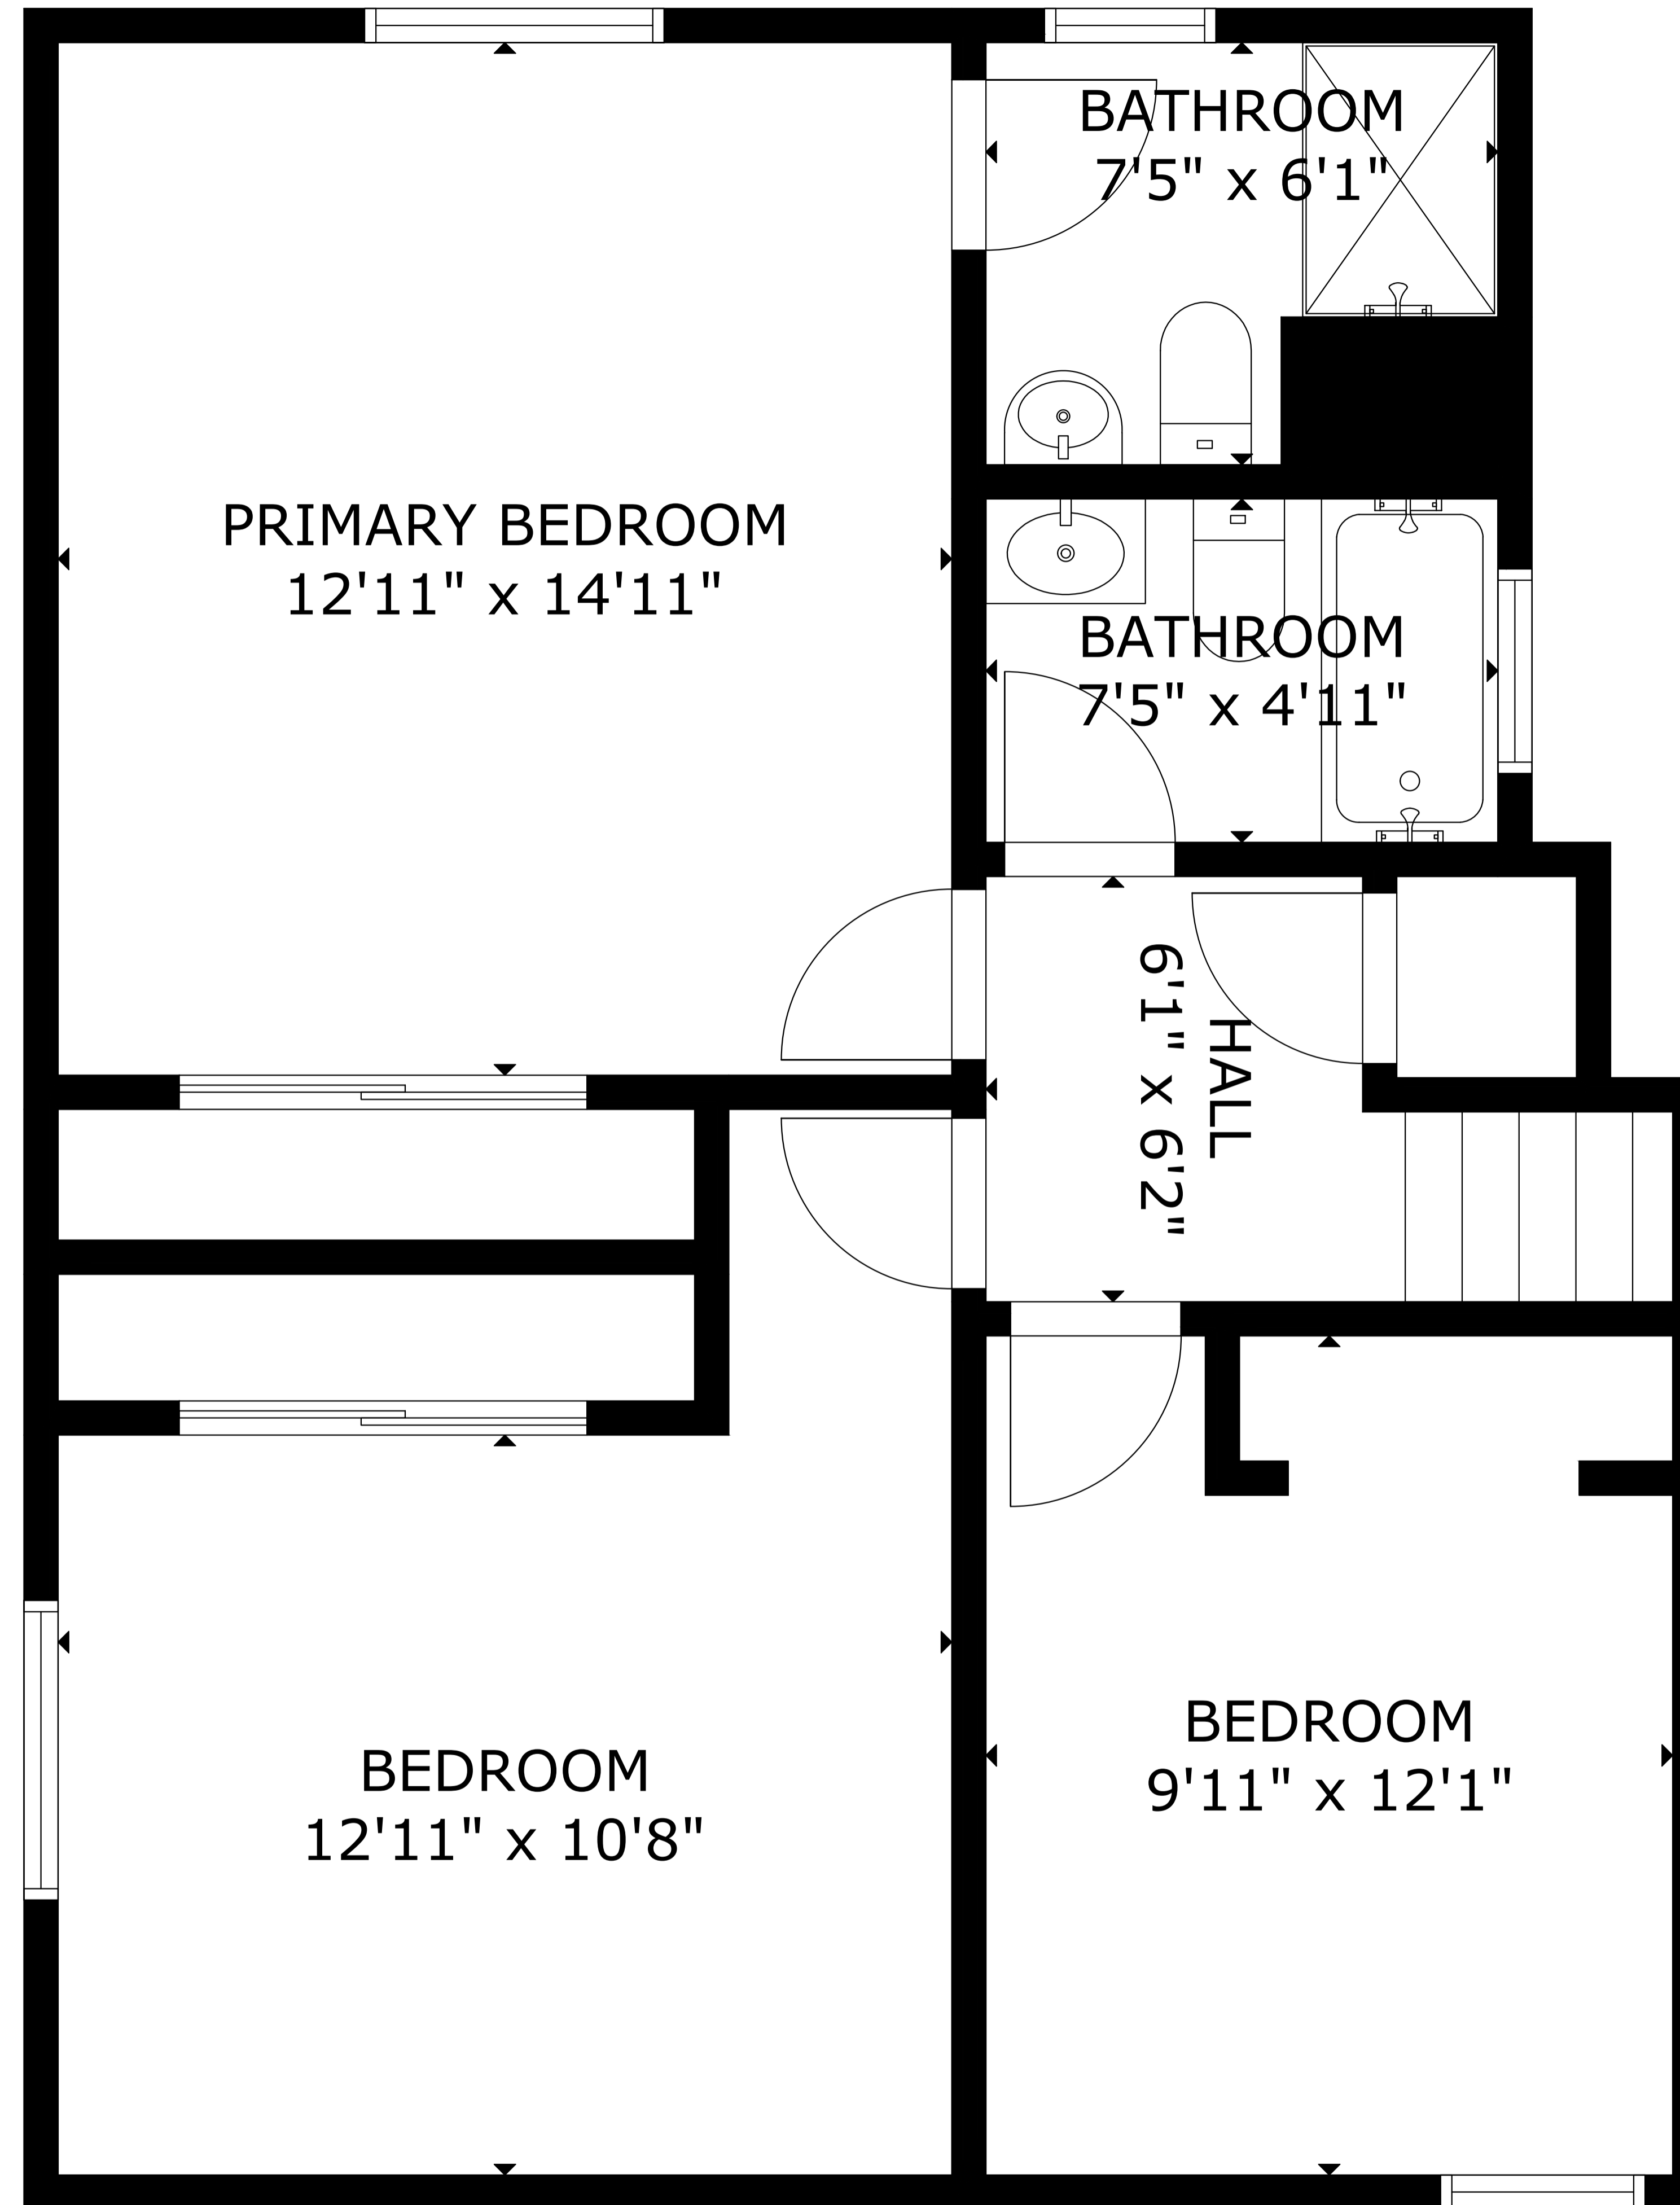 BATHROOM
7'5" x 6'1"
PRIMARY BEDROOM
12'11" x 14'11"
BATHROOM
7'5" x 4'11"
HALL
6'1" x 6'2"
BEDROOM
9'11" x 12'1"
BEDROOM
12'11" x 10'8"